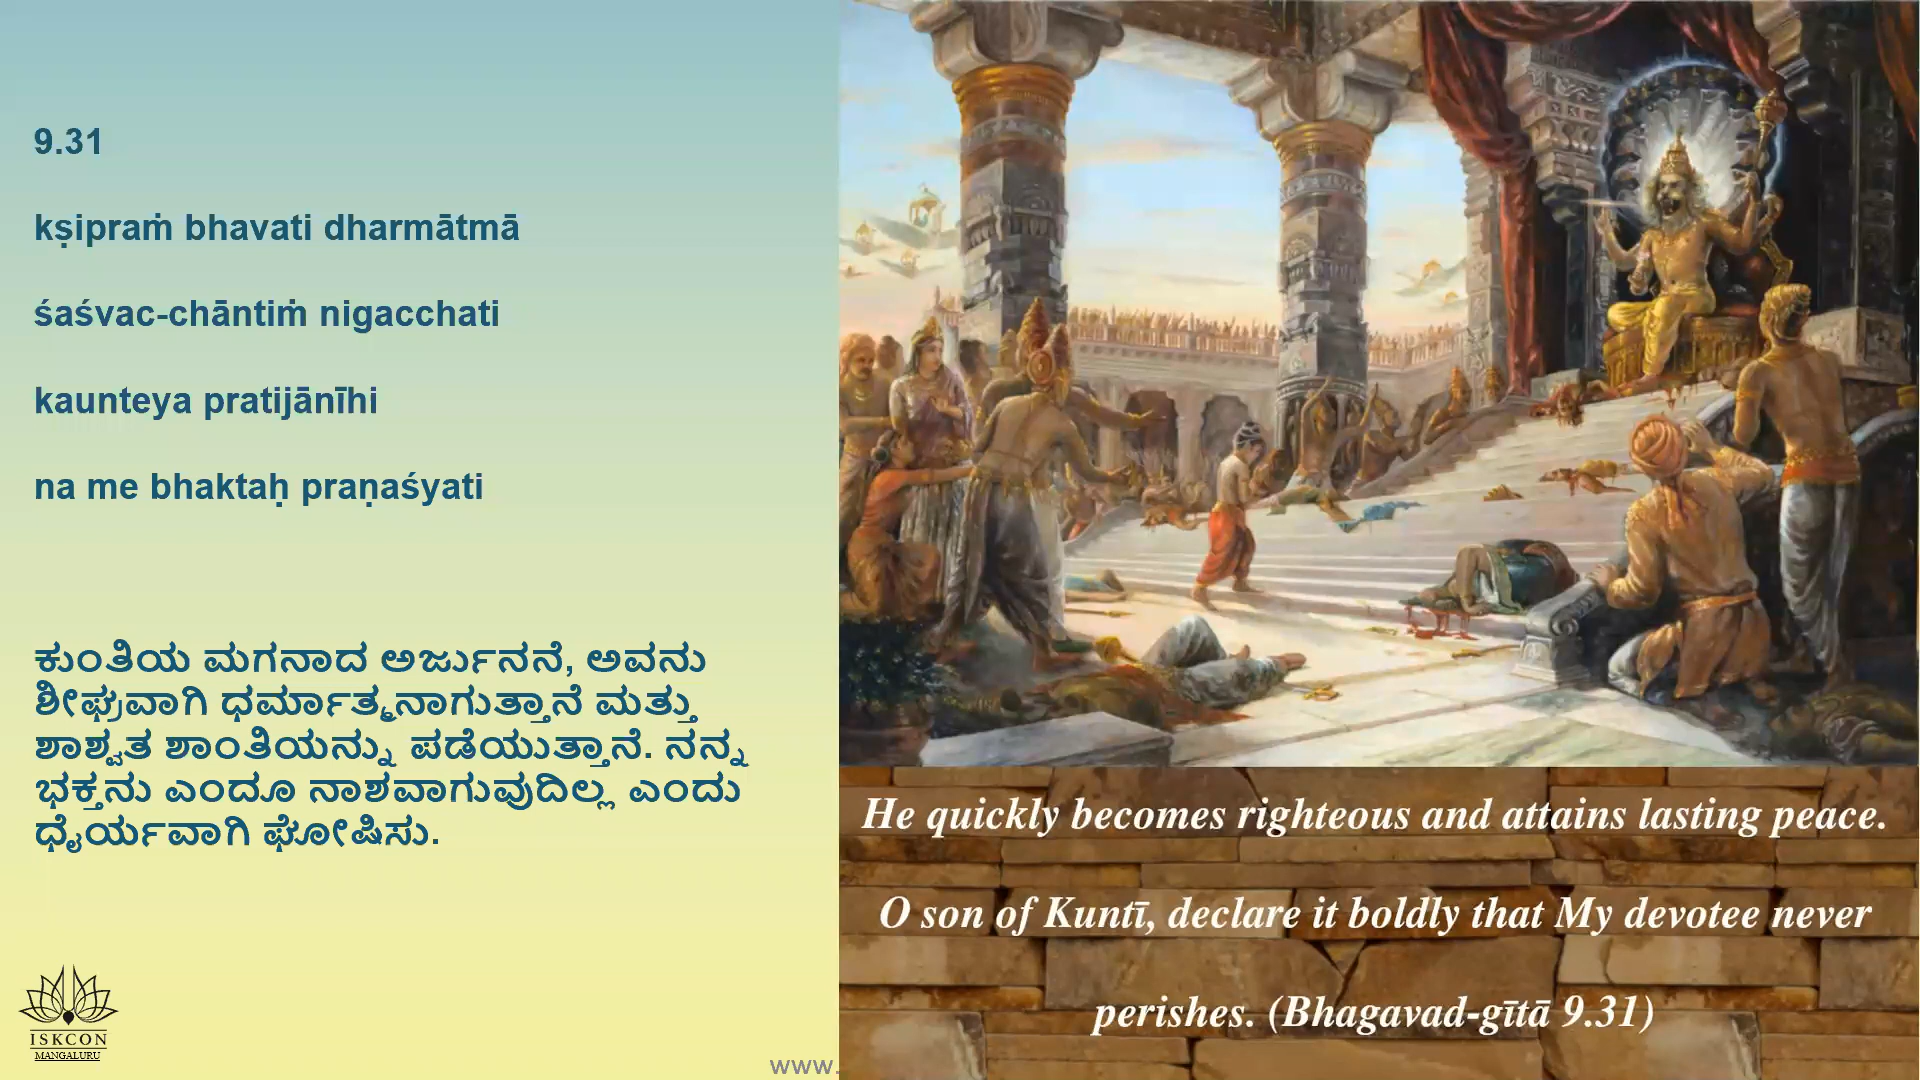 9.31
kṣipraṁ bhavati dharmātmā
śaśvac-chāntiṁ nigacchati
kaunteya pratijānīhi
na me bhaktaḥ praṇaśyati
ಕುಂತಿಯ ಮಗನಾದ ಅರ್ಜುನನೆ, ಅವನು
ಶೀಘ್ರವಾಗಿ ಧರ್ಮಾತ್ಮನಾಗುತ್ತಾನೆ ಮತ್ತು
ಶಾಶ್ವತ ಶಾಂತಿಯನ್ನು ಪಡೆಯುತ್ತಾನೆ. ನನ್ನ
ಭಕ್ತನು ಎಂದೂ ನಾಶವಾಗುವುದಿಲ್ಲ ಎಂದು
ಧೈರ್ಯವಾಗಿ ಘೋಷಿಸು.
ISKCON
MANGALURU
www.
He quickly becomes righteous and attains lasting peace.
O son of Kuntī, declare it boldly that My devotee never
perishes. (Bhagavad-gītā 9.31)